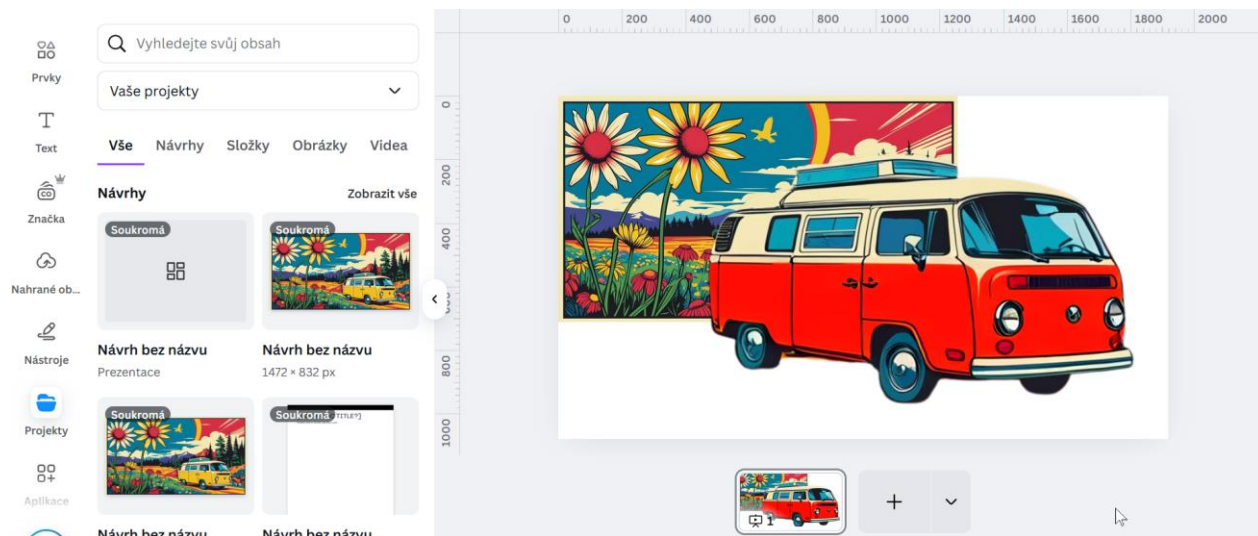 Prvky
Text
Značka
Nahrané ob...
Nástroje
Projekty
Aplikace
Vyhledejte svůj obsah
Vaše projekty
Vše Návrhy Složky Obrázky Videa
Návrhy Zobrazit vše
Soukromá Soukromá
Návrh bez názvu Návrh bez názvu
Prezentace 1472 × 832 px
Soukromá Soukromá
Návrh bez názvu Návrh bez názvu
0 200 400 600 800 1000 1200 1400 1600 1800 2000
0
200
400
800
1000
1